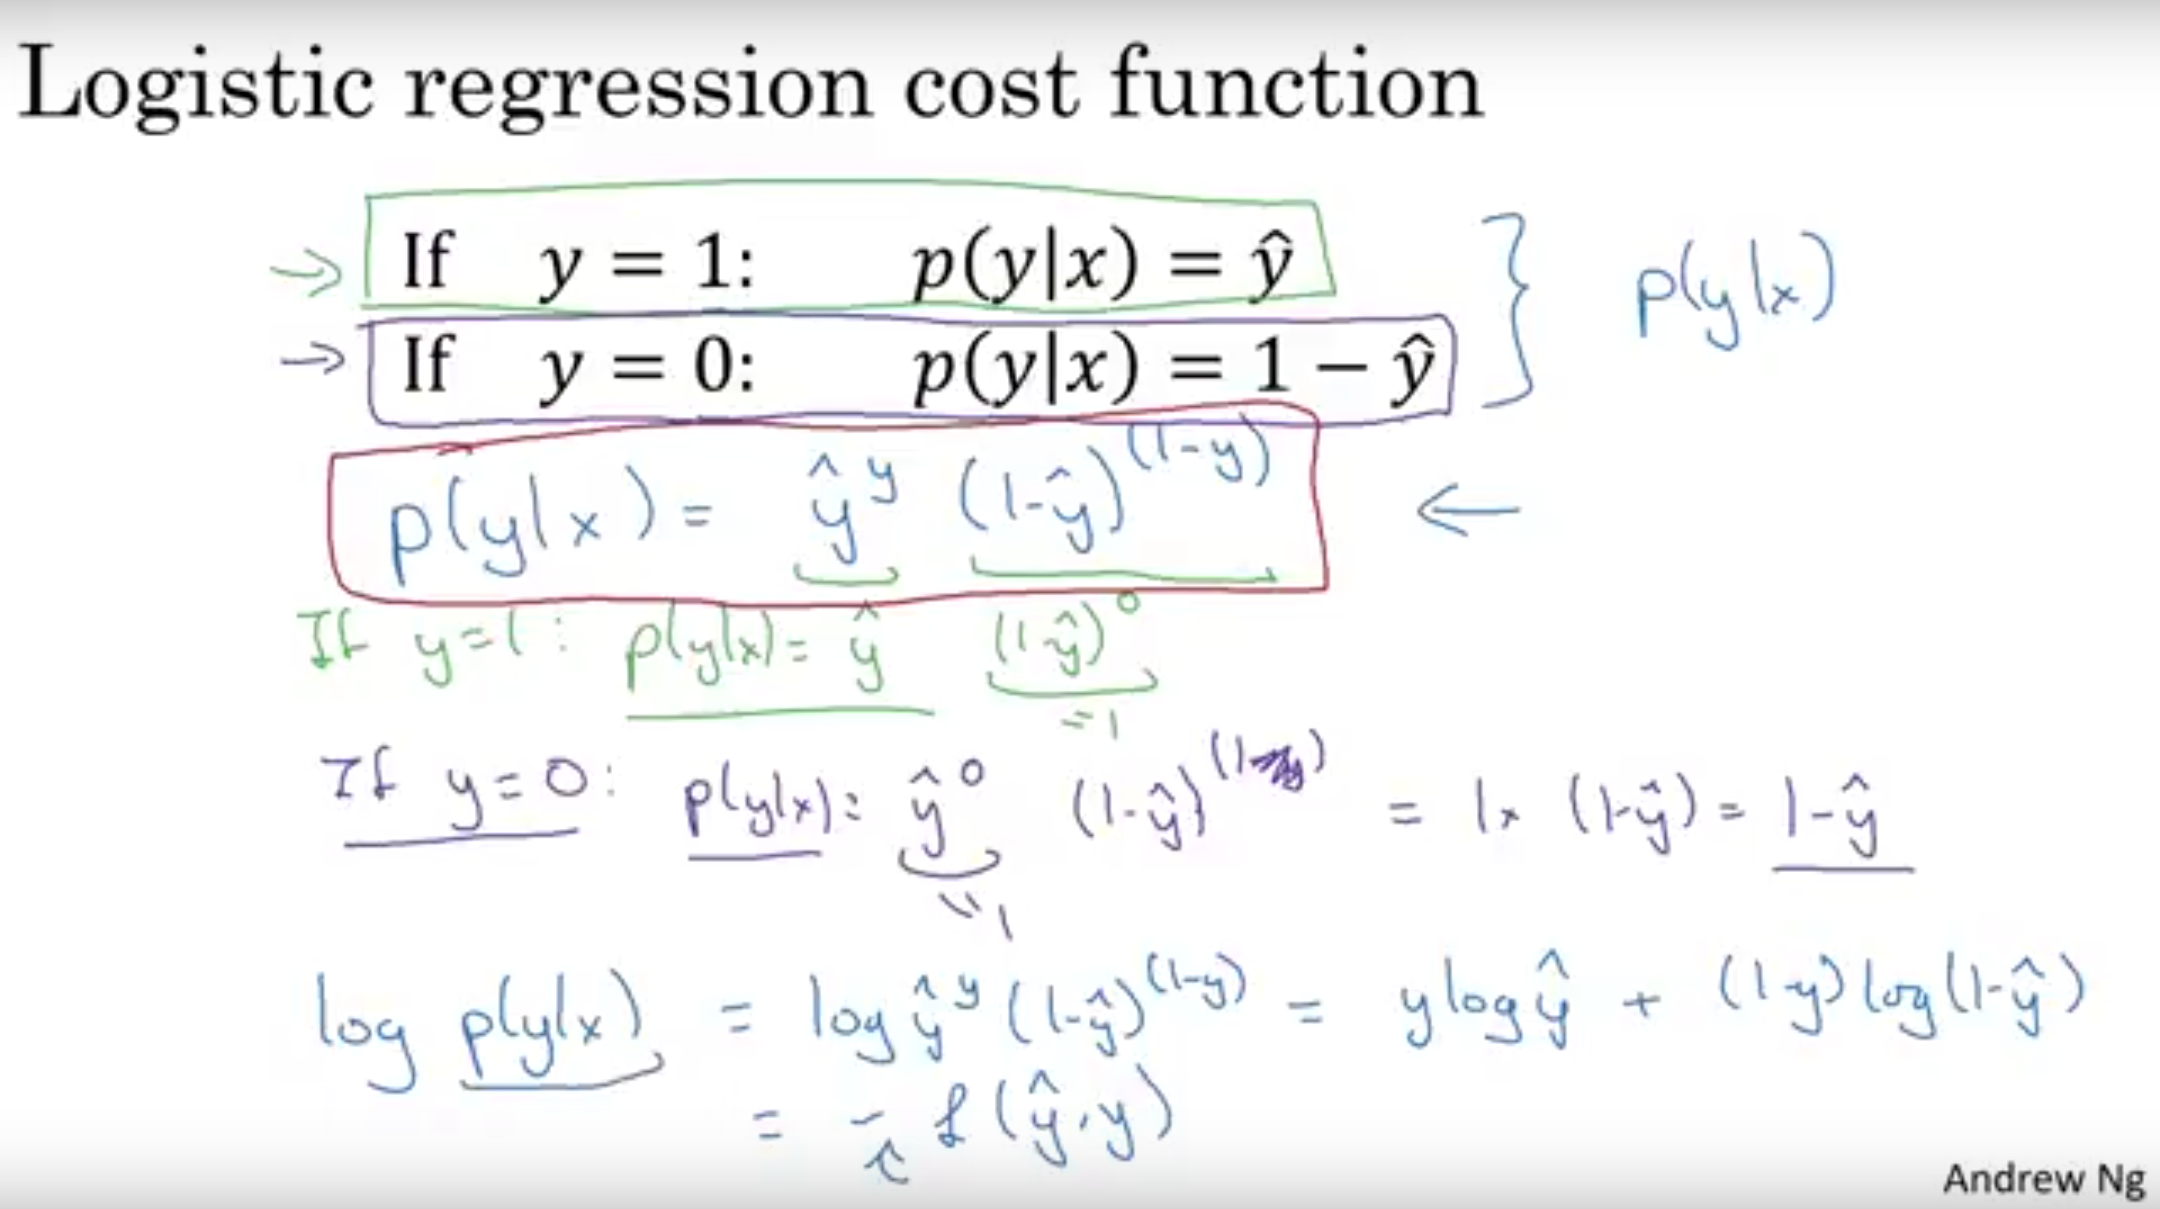 Logistic regression cost function
→ If y = 1: p(y|x) = ŷ } p(y|x)
→ If y = 0: p(y|x) = 1 − ŷ
p(y|x) = ŷ^y (1-ŷ)^(1-y) ←
If y=1: p(y|x) = ŷ (1-ŷ)^0
=1
If y=0: p(y|x) = ŷ^0 (1-ŷ)^(1-y) = 1× (1-ŷ) = 1-ŷ
=1
log p(y|x) = log ŷ^y (1-ŷ)^(1-y) = y log ŷ + (1-y) log(1-ŷ)
= - ℒ(ŷ, y)
Andrew Ng